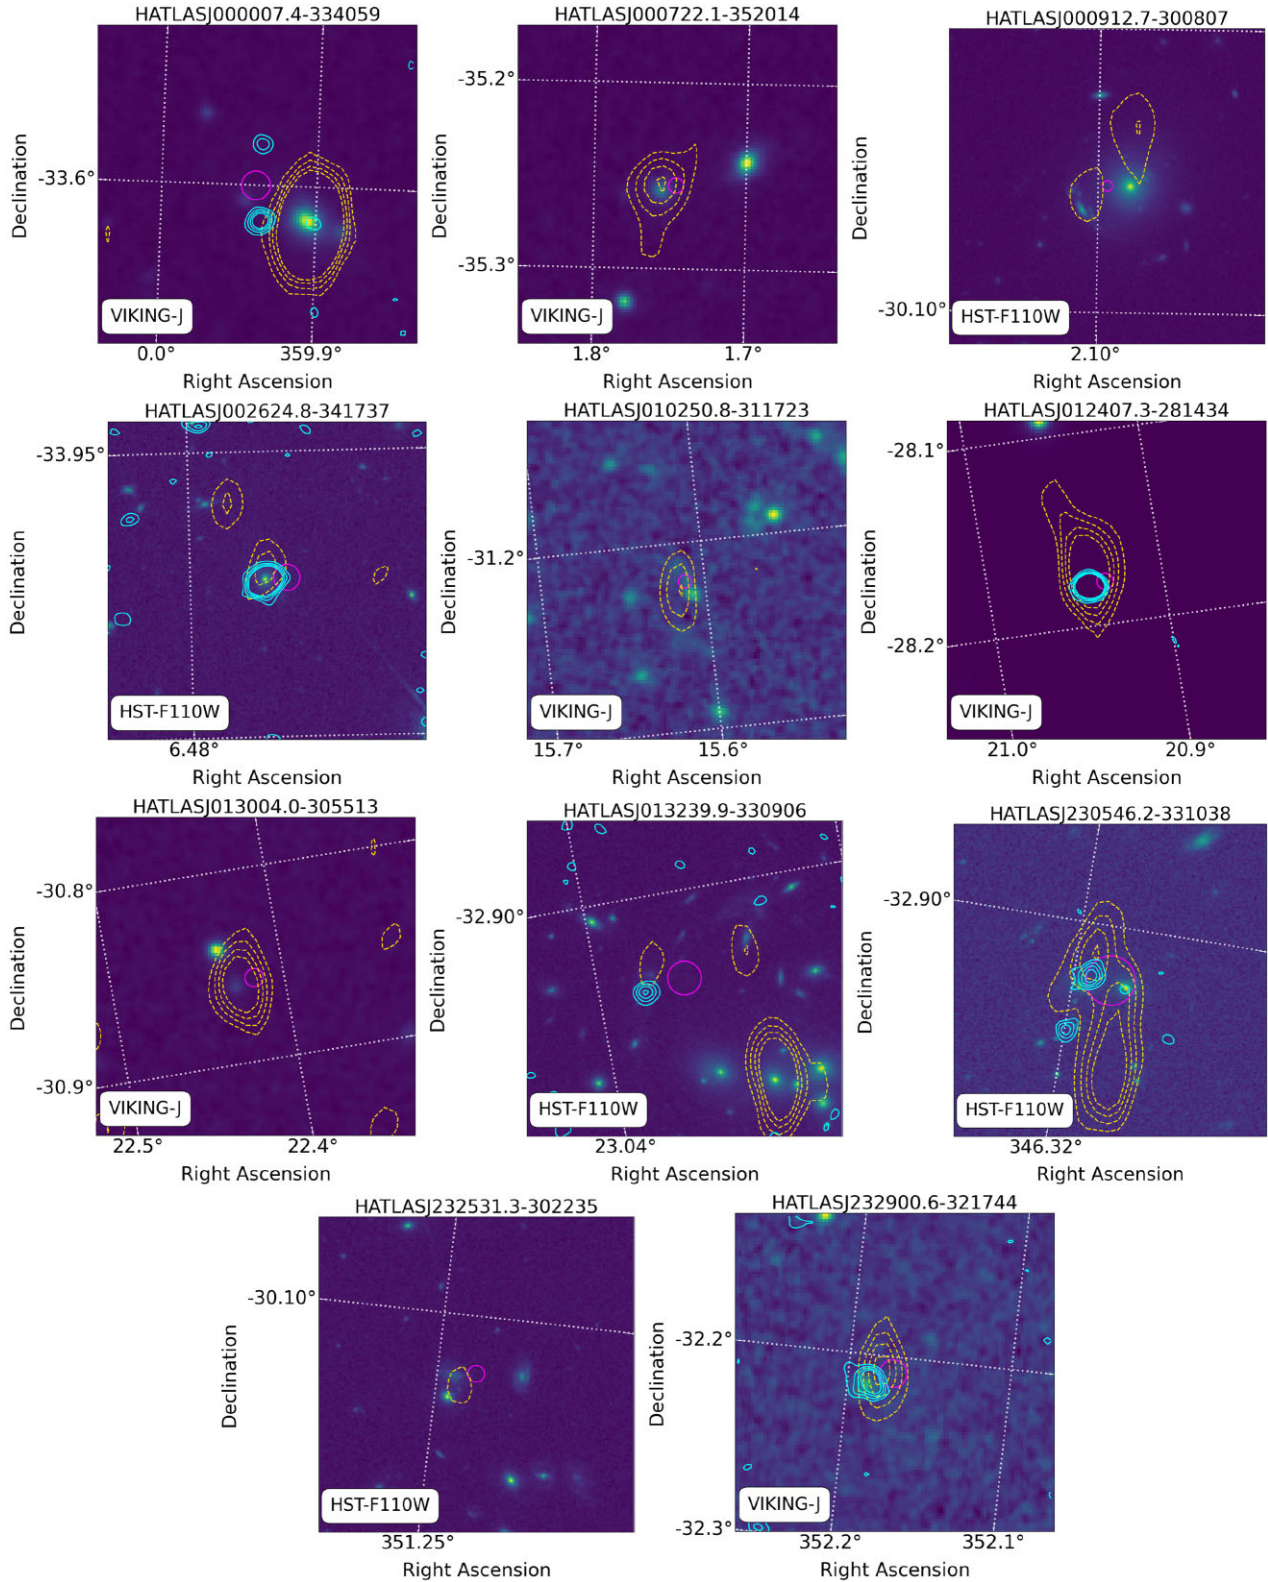 HATLASJ000007.4-334059
HATLASJ000722.1-352014
HATLASJ000912.7-300807
Declination
-33.6°
VIKING-J
0.0°
359.9°
Right Ascension
Declination
-35.2°
-35.3°
VIKING-J
1.8°
1.7°
Right Ascension
Declination
-30.10°
HST-F110W
2.10°
Right Ascension
HATLASJ002624.8-341737
HATLASJ010250.8-311723
HATLASJ012407.3-281434
Declination
-33.95°
HST-F110W
6.48°
Right Ascension
Declination
-31.2°
VIKING-J
15.7°
15.6°
Right Ascension
Declination
-28.1°
-28.2°
VIKING-J
21.0°
20.9°
Right Ascension
HATLASJ013004.0-305513
HATLASJ013239.9-330906
HATLASJ230546.2-331038
Declination
-30.8°
-30.9°
VIKING-J
22.5°
22.4°
Right Ascension
Declination
-32.90°
HST-F110W
23.04°
Right Ascension
Declination
-32.90°
HST-F110W
346.32°
Right Ascension
HATLASJ232531.3-302235
HATLASJ232900.6-321744
Declination
-30.10°
HST-F110W
351.25°
Right Ascension
Declination
-32.2°
-32.3°
VIKING-J
352.2°
352.1°
Right Ascension